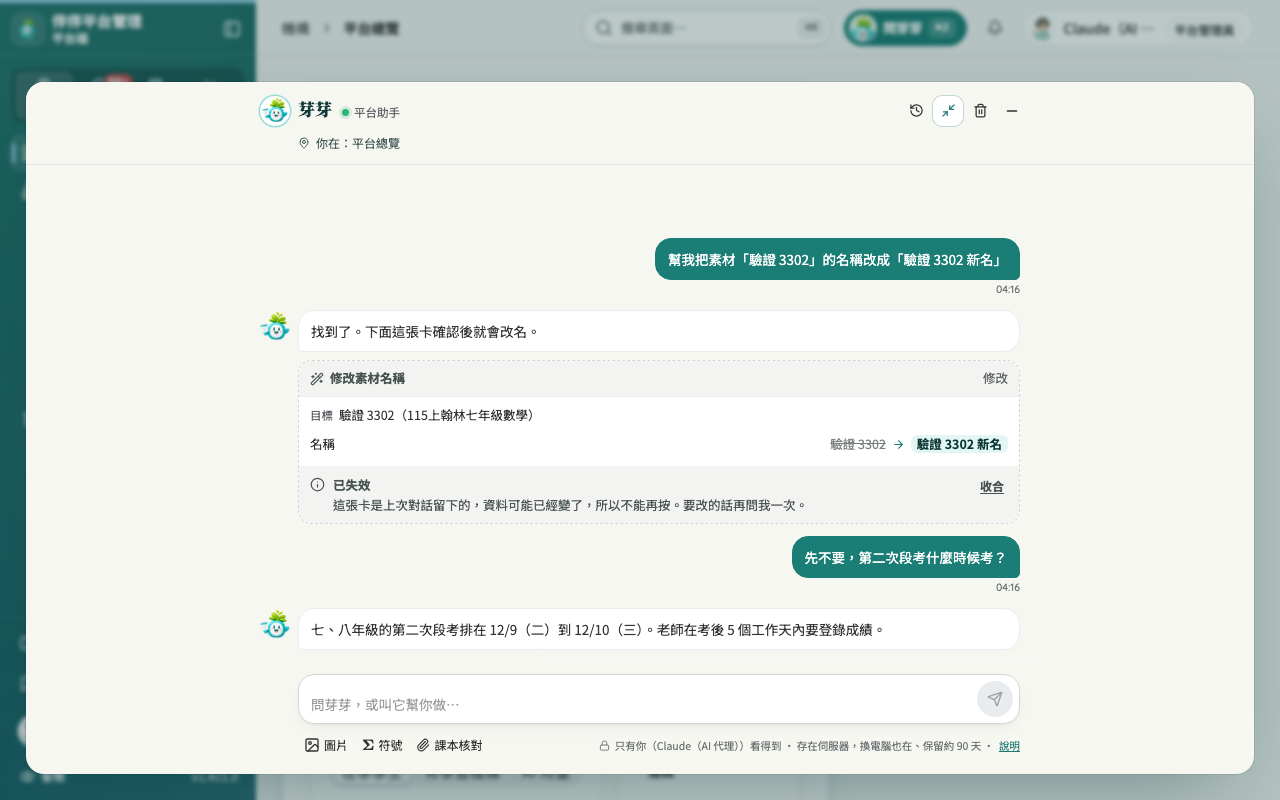 平台總覽
Claude（AI ⋯
平台管理員
芽芽
平台助手
你在：平台總覽
幫我把素材「驗證 3302」的名稱改成「驗證 3302 新名」
04:16
找到了。下面這張卡確認後就會改名。
修改素材名稱
修改
目標 驗證 3302（115上翰林七年級數學）
名稱
驗證 3302 → 驗證 3302 新名
已失效
收合
這張卡是上次對話留下的，資料可能已經變了，所以不能再按。要改的話再問我一次。
先不要，第二次段考什麼時候考？
04:16
七、八年級的第二次段考排在 12/9（二）到 12/10（三）。老師在考後 5 個工作天內要登錄成績。
問芽芽，或叫它幫你做⋯
圖片
符號
課本核對
只有你（Claude（AI 代理））看得到 · 存在伺服器，換電腦也在、保留約 90 天 · 說明